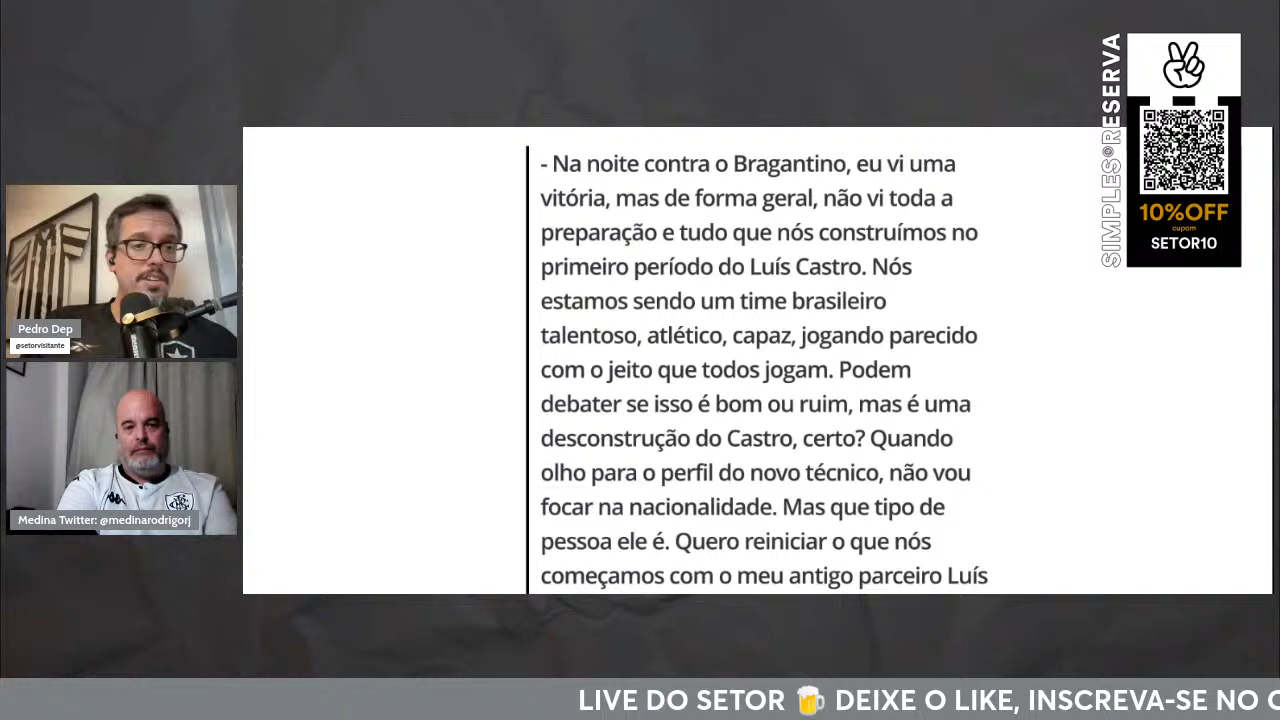 - Na noite contra o Bragantino, eu vi uma
vitória, mas de forma geral, não vi toda a
preparação e tudo que nós construímos no
primeiro período do Luís Castro. Nós
estamos sendo um time brasileiro
talentoso, atlético, capaz, jogando parecido
com o jeito que todos jogam. Podem
debater se isso é bom ou ruim, mas é uma
desconstrução do Castro, certo? Quando
olho para o perfil do novo técnico, não vou
focar na nacionalidade. Mas que tipo de
pessoa ele é. Quero reiniciar o que nós
começamos com o meu antigo parceiro Luís
SIMPLES@RESERVA
10%OFF
cupom
SETOR10
Pedro Dep
@setorvisitante
Medina Twitter: @medinarodrigorj
LIVE DO SETOR 🍺 DEIXE O LIKE, INSCREVA-SE NO